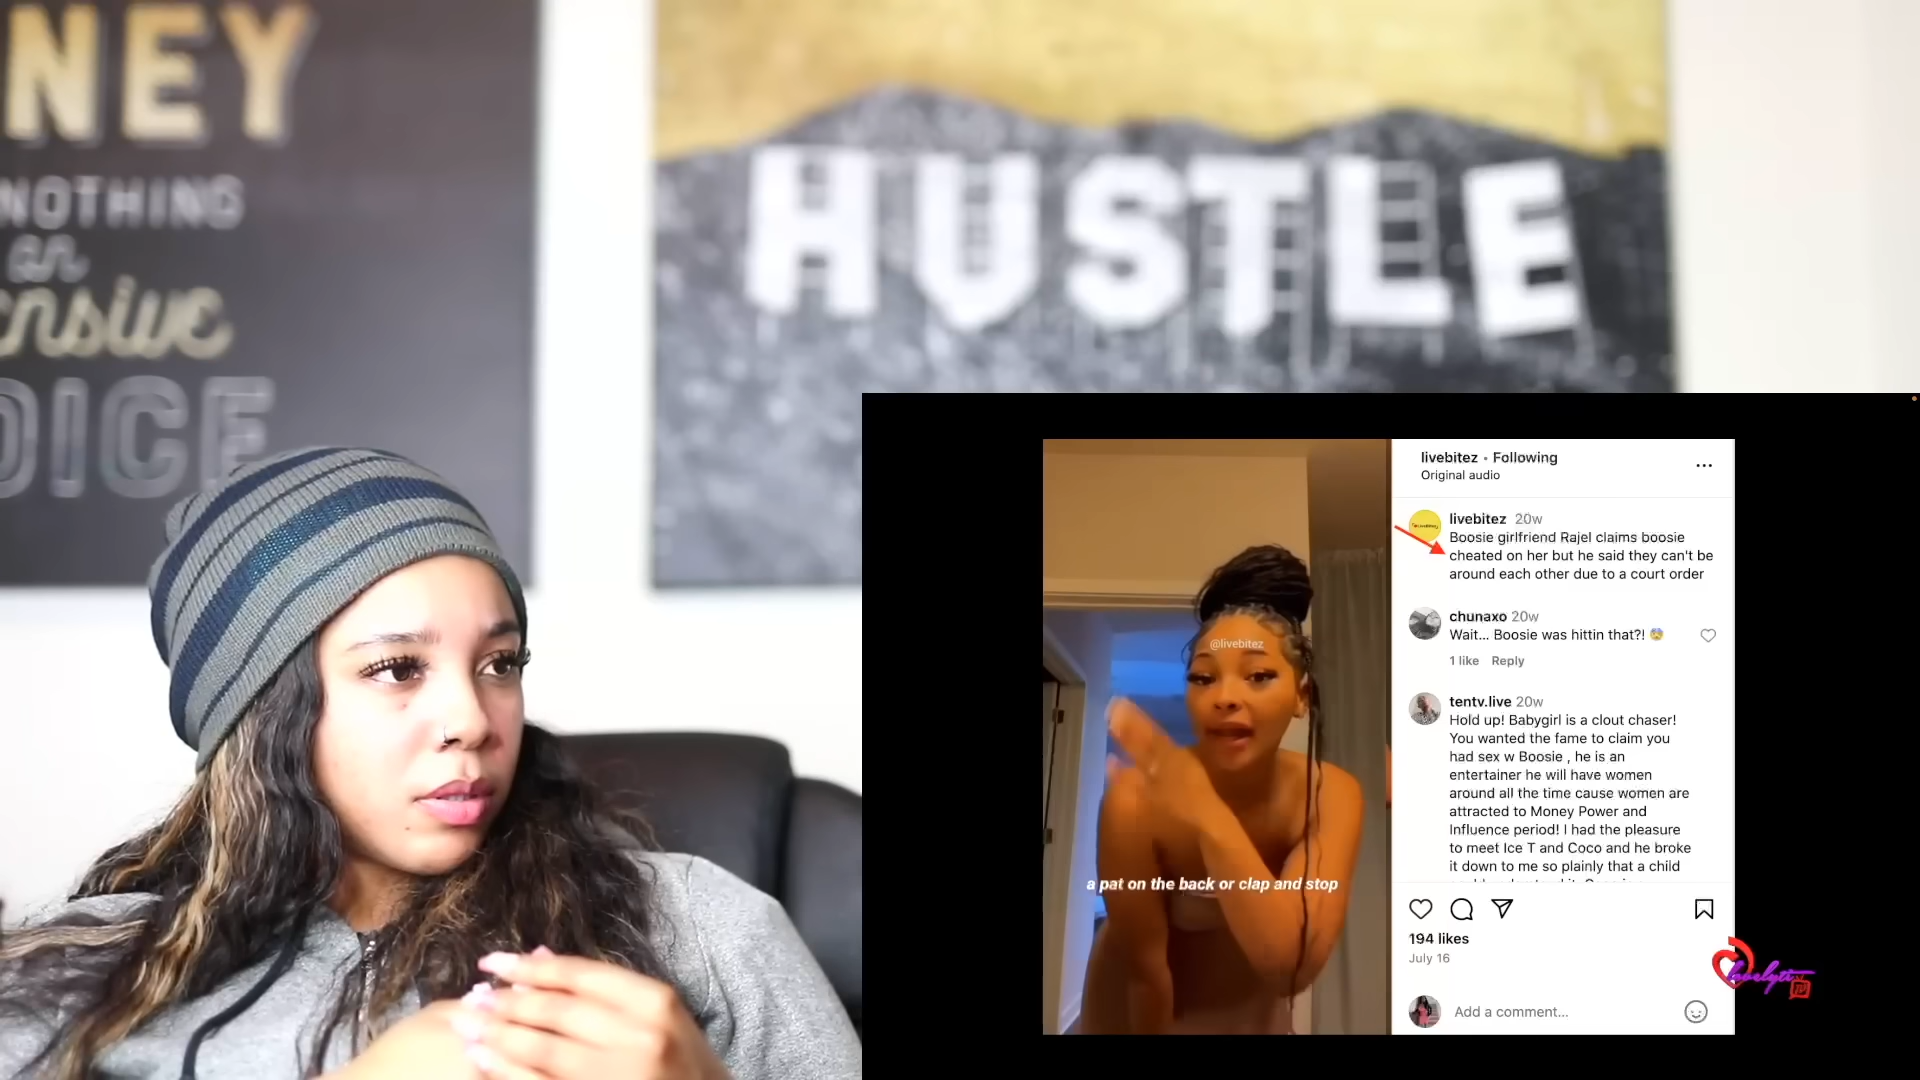 NEY
NOTHING
an
ensive
OICE
HUSTLE
livebitez • Following
Original audio
livebitez 20w
Boosie girlfriend Rajel claims boosie
cheated on her but he said they can't be
around each other due to a court order
chunaxo 20w
Wait... Boosie was hittin that?! 😨
1 like Reply
tentv.live 20w
Hold up! Babygirl is a clout chaser!
You wanted the fame to claim you
had sex w Boosie , he is an
entertainer he will have women
around all the time cause women are
attracted to Money Power and
Influence period! I had the pleasure
to meet Ice T and Coco and he broke
it down to me so plainly that a child
194 likes
July 16
Add a comment...
@livebitez
a pat on the back or clap and stop
lovelyti
TV